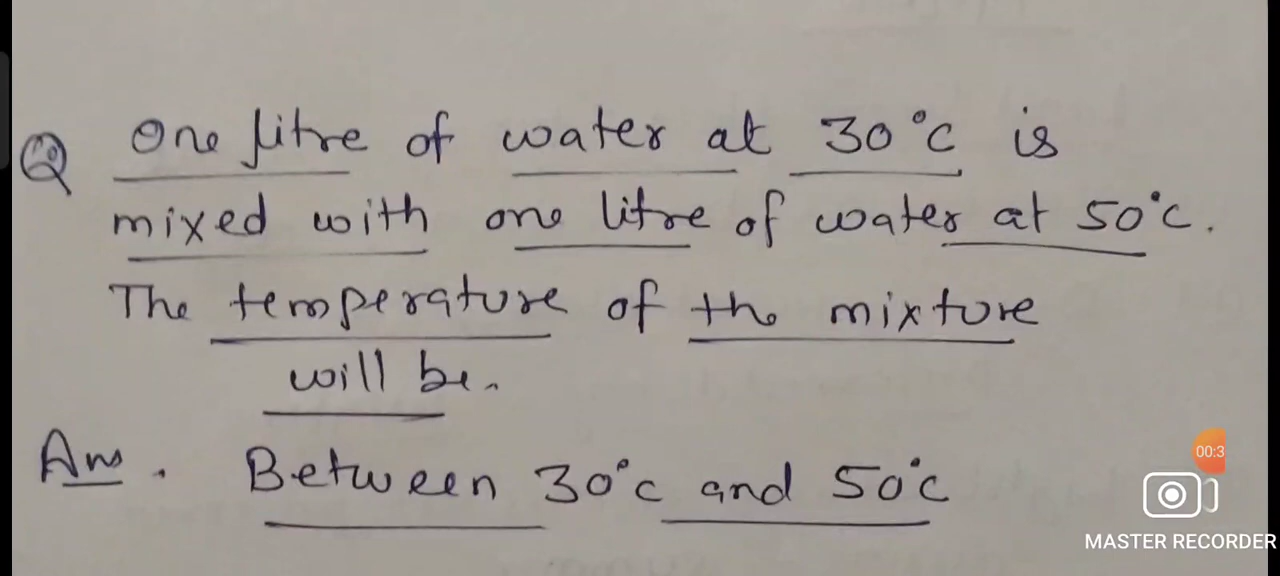 Q One litre of water at 30°C is
mixed with one litre of water at 50°C.
The temperature of the mixture
will be.
Ans. Between 30°C and 50°C
00:3
MASTER RECORDER